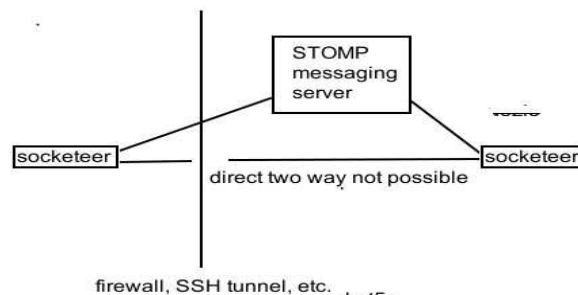 STOMP
messaging
server
socketeer
socketeer
direct two way not possible
firewall, SSH tunnel, etc.